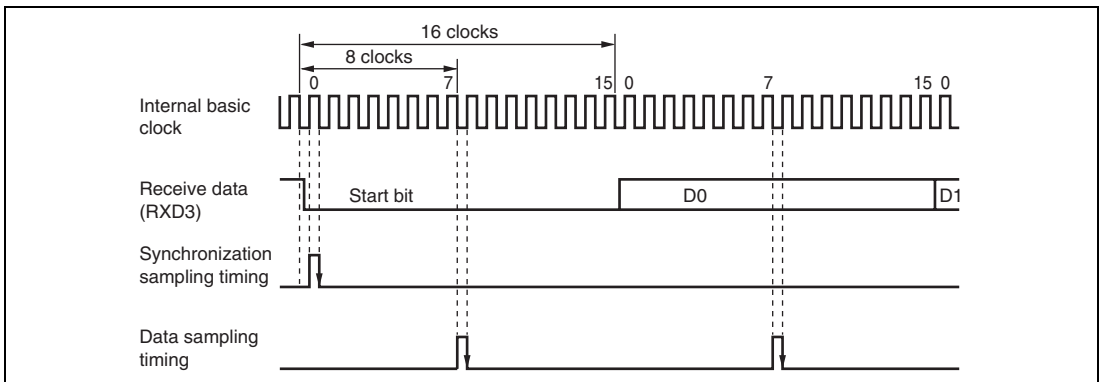 16 clocks
8 clocks
0 7 15 0 7 15 0
Internal basic
clock
Receive data
(RXD3)
Start bit D0 D1
Synchronization
sampling timing
Data sampling
timing